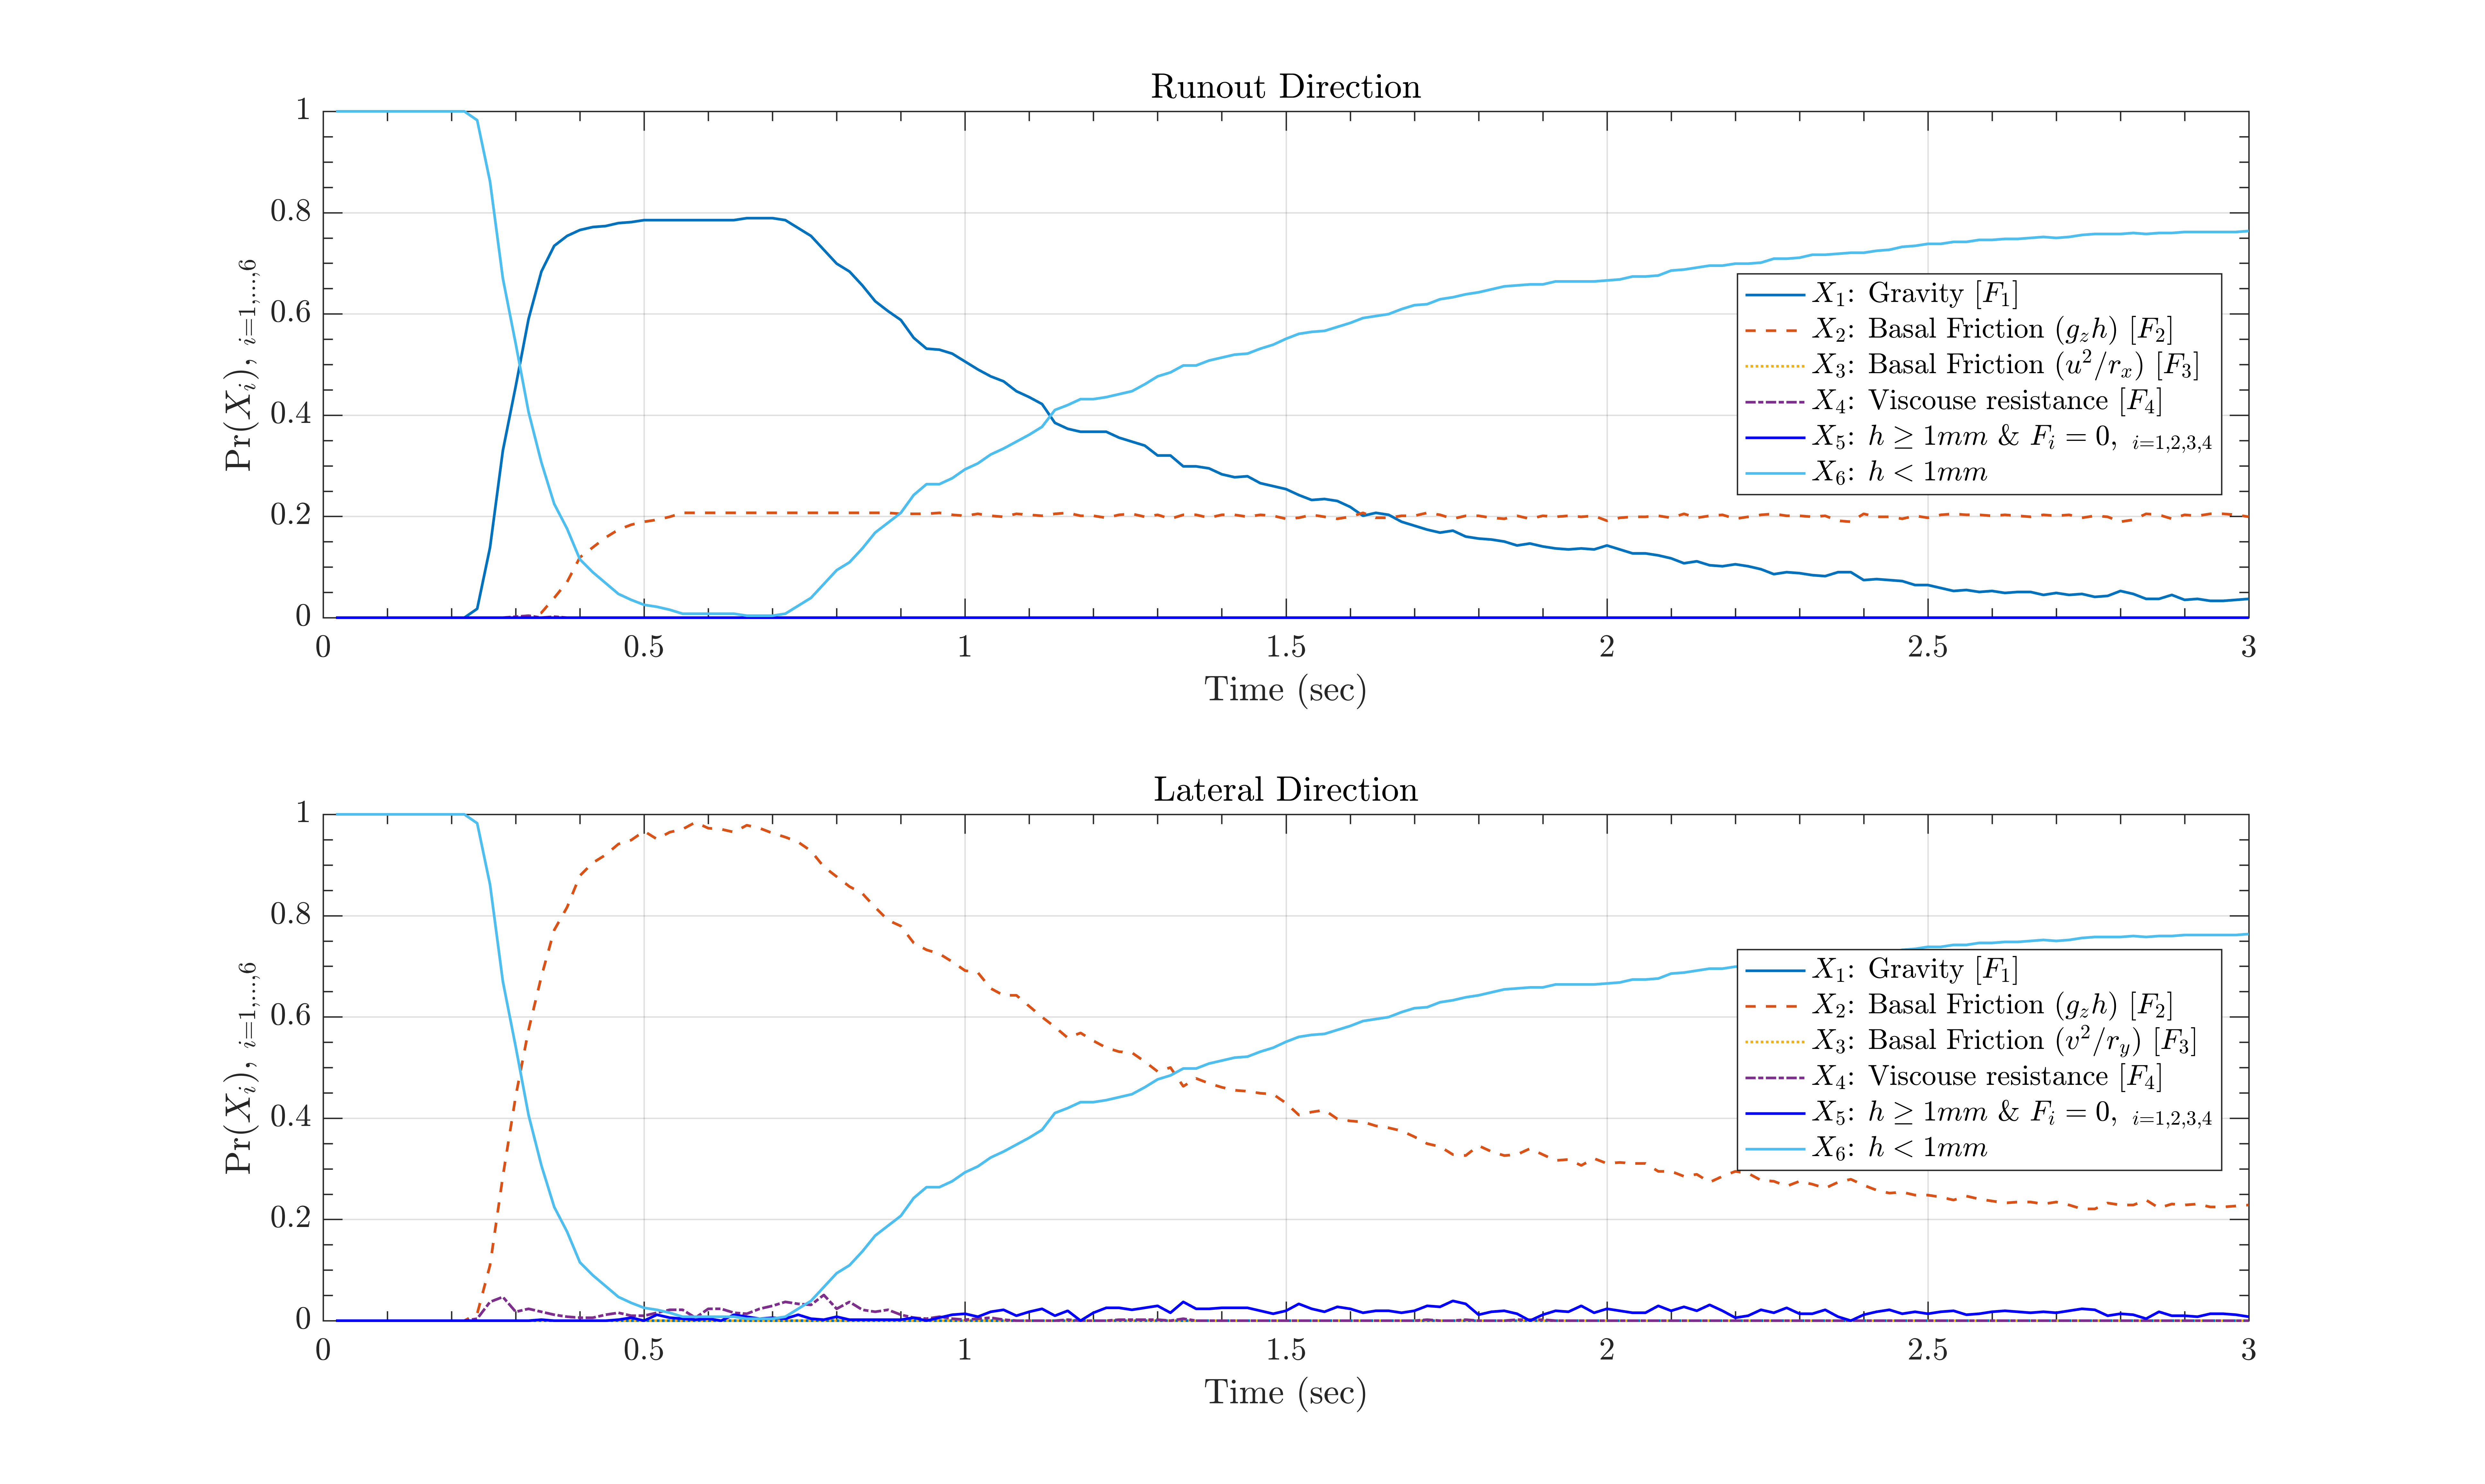 Runout Direction
Pr(X_i), i=1,...,6
1
0.8
0.6
0.4
0.2
0
0 0.5 1 1.5 2 2.5 3
Time (sec)
X_1: Gravity [F_1]
X_2: Basal Friction (g_z h) [F_2]
X_3: Basal Friction (u^2/r_x) [F_3]
X_4: Viscouse resistance [F_4]
X_5: h ≥ 1mm & F_i = 0, i=1,2,3,4
X_6: h < 1mm
Lateral Direction
Pr(X_i), i=1,...,6
1
0.8
0.6
0.4
0.2
0
0 0.5 1 1.5 2 2.5 3
Time (sec)
X_1: Gravity [F_1]
X_2: Basal Friction (g_z h) [F_2]
X_3: Basal Friction (v^2/r_y) [F_3]
X_4: Viscouse resistance [F_4]
X_5: h ≥ 1mm & F_i = 0, i=1,2,3,4
X_6: h < 1mm